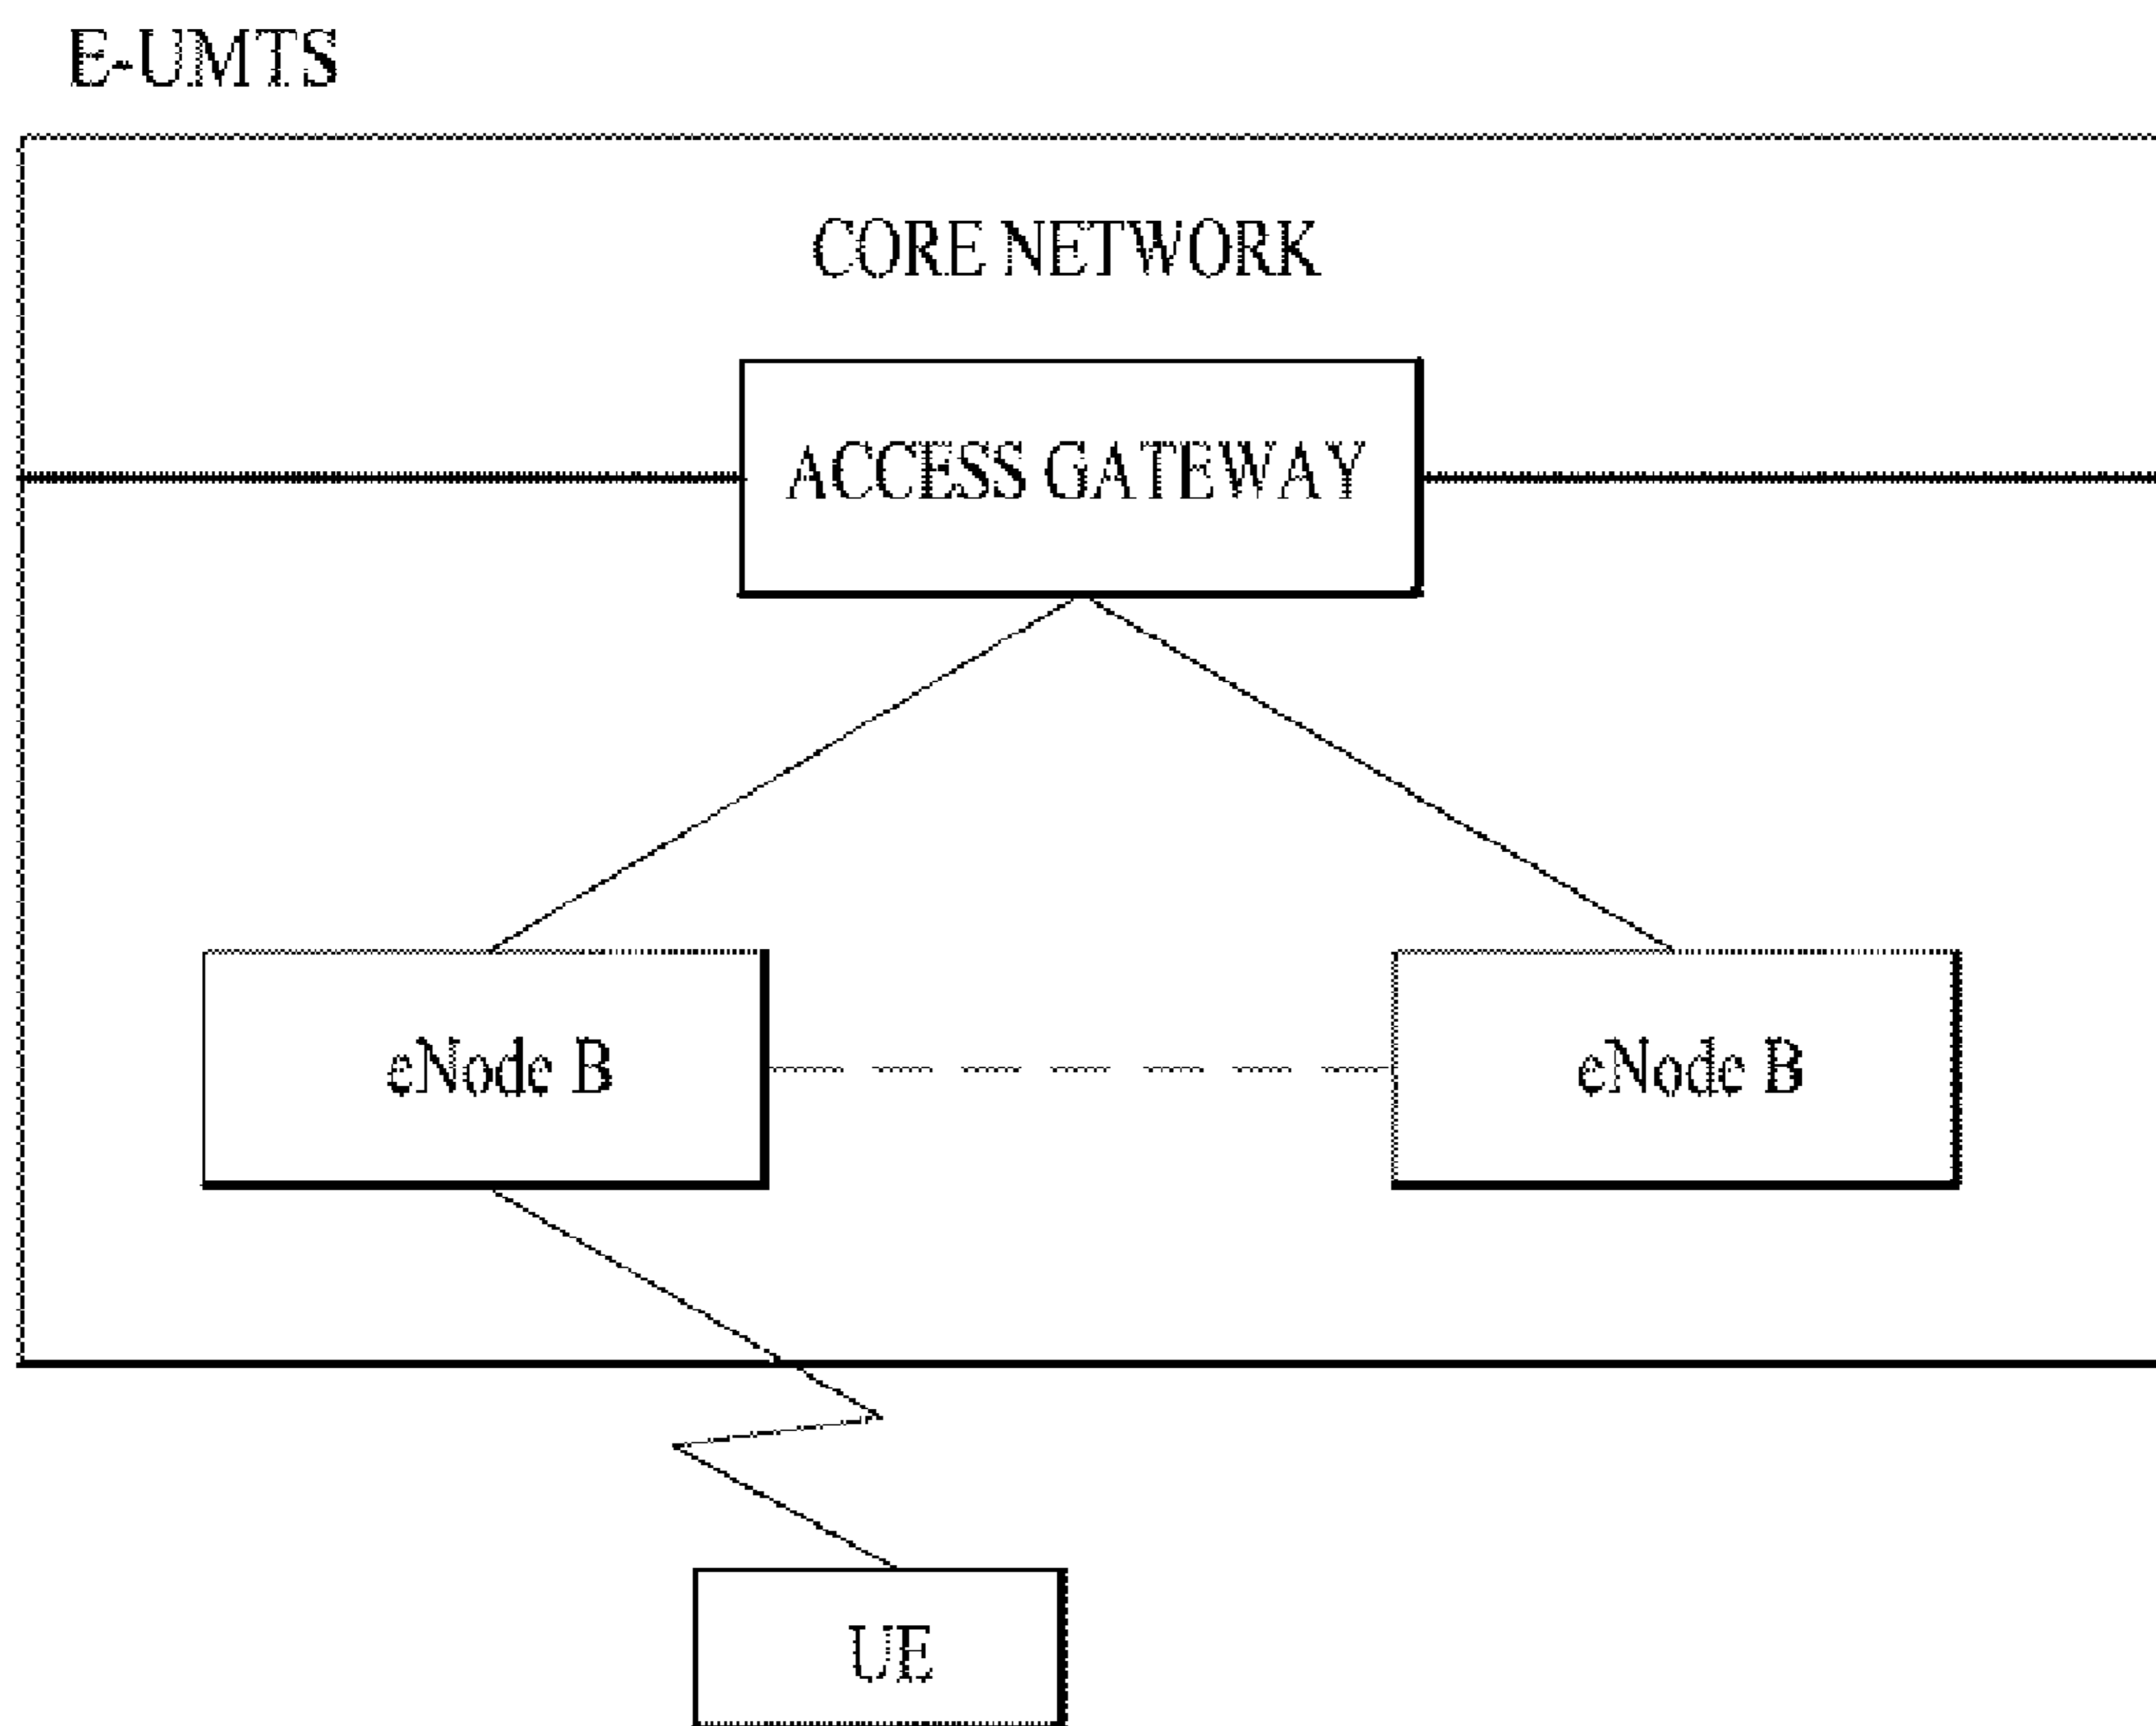 E-UMTS
CORE NETWORK
ACCESS GATEWAY
eNode B
eNode B
UE